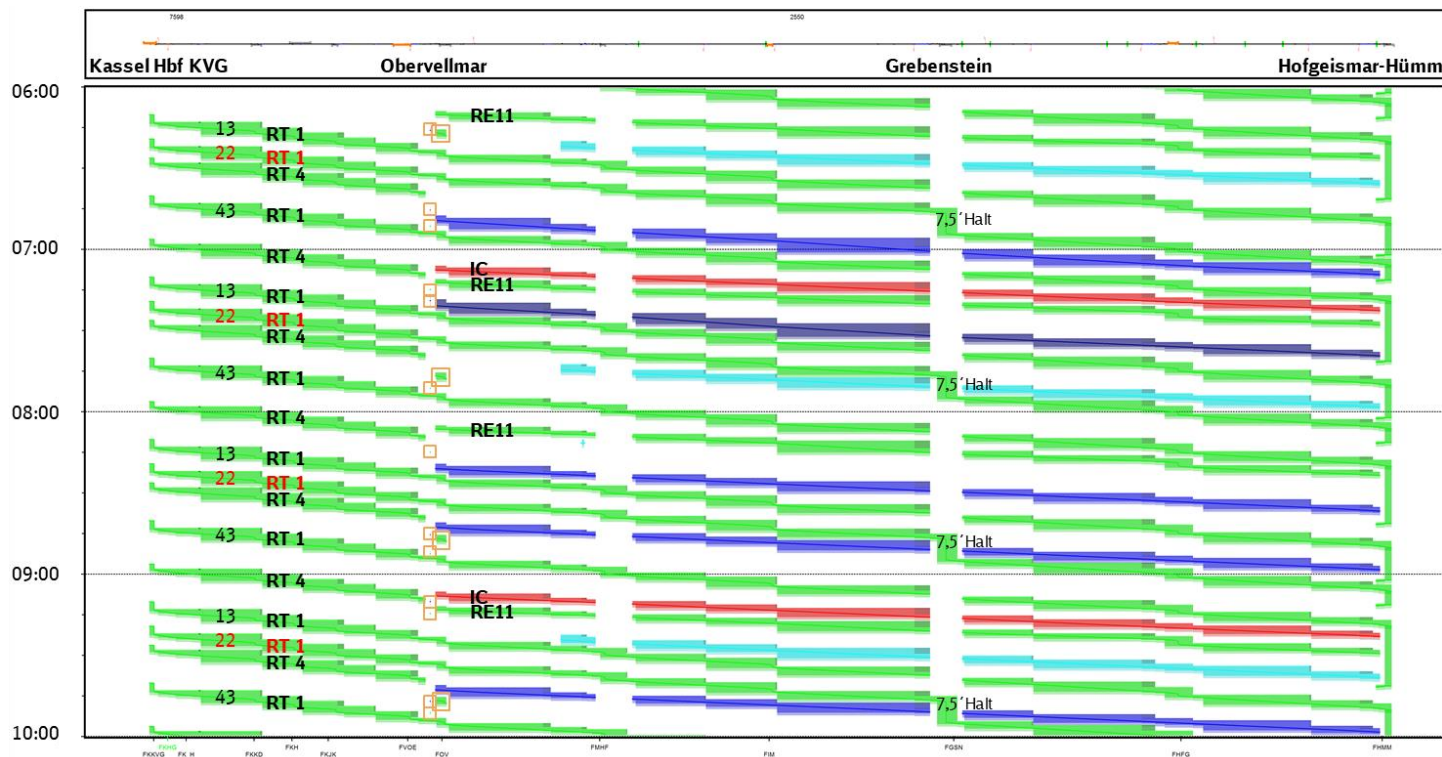 7598 2550
Kassel Hbf KVG Obervellmar Grebenstein Hofgeismar-Hümm
06:00
RE11
13 RT 1
22 RT 1
RT 4
43 RT 1 7,5´Halt
07:00
RT 4
IC
RE11
13 RT 1
22 RT 1
RT 4
43 RT 1 7,5´Halt
08:00
RT 4
RE11
13 RT 1
22 RT 1
RT 4
43 RT 1 7,5´Halt
09:00
RT 4
IC
RE11
13 RT 1
22 RT 1
RT 4
43 RT 1 7,5´Halt
10:00
FKHG
FKKVG FK H FKKD FKH FKJK FVOE FOV FMHF FIM FGSN FHFG FHMM